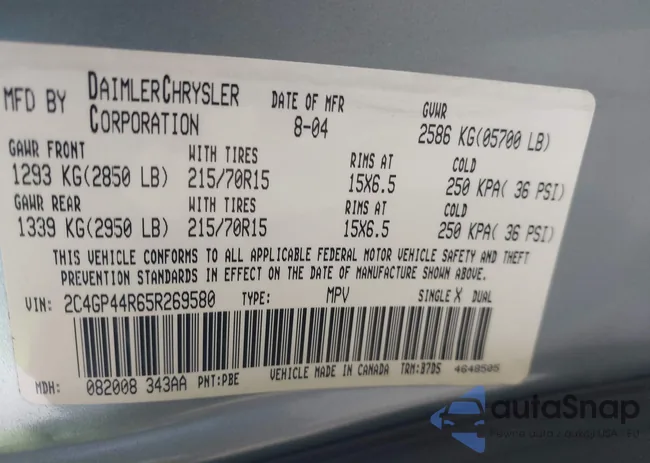 MFD BY DAIMLERCHRYSLER CORPORATION DATE OF MFR 8-04 GVWR 2586 KG(05700 LB)
GAWR FRONT WITH TIRES RIMS AT COLD
1293 KG(2850 LB) 215/70R15 15X6.5 250 KPA( 36 PSI)
GAWR REAR WITH TIRES RIMS AT COLD
1339 KG(2950 LB) 215/70R15 15X6.5 250 KPA( 36 PSI)
THIS VEHICLE CONFORMS TO ALL APPLICABLE FEDERAL MOTOR VEHICLE SAFETY AND THEFT
PREVENTION STANDARDS IN EFFECT ON THE DATE OF MANUFACTURE SHOWN ABOVE.
VIN: 2C4GP44R65R269580 TYPE: MPV SINGLE X DUAL
MDH: 082008 343AA PNT:PBE VEHICLE MADE IN CANADA TRM:B7D5 4648505
autoSnap